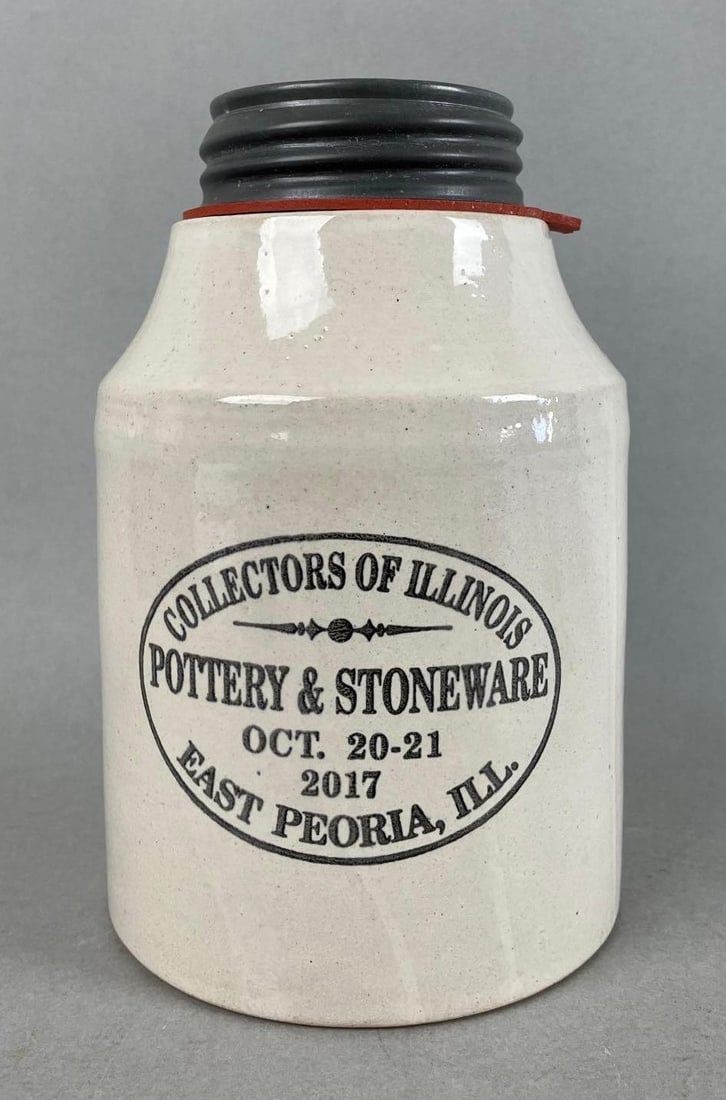 COLLECTORS OF ILLINOIS
POTTERY & STONEWARE
OCT. 20-21
2017
EAST PEORIA, ILL.